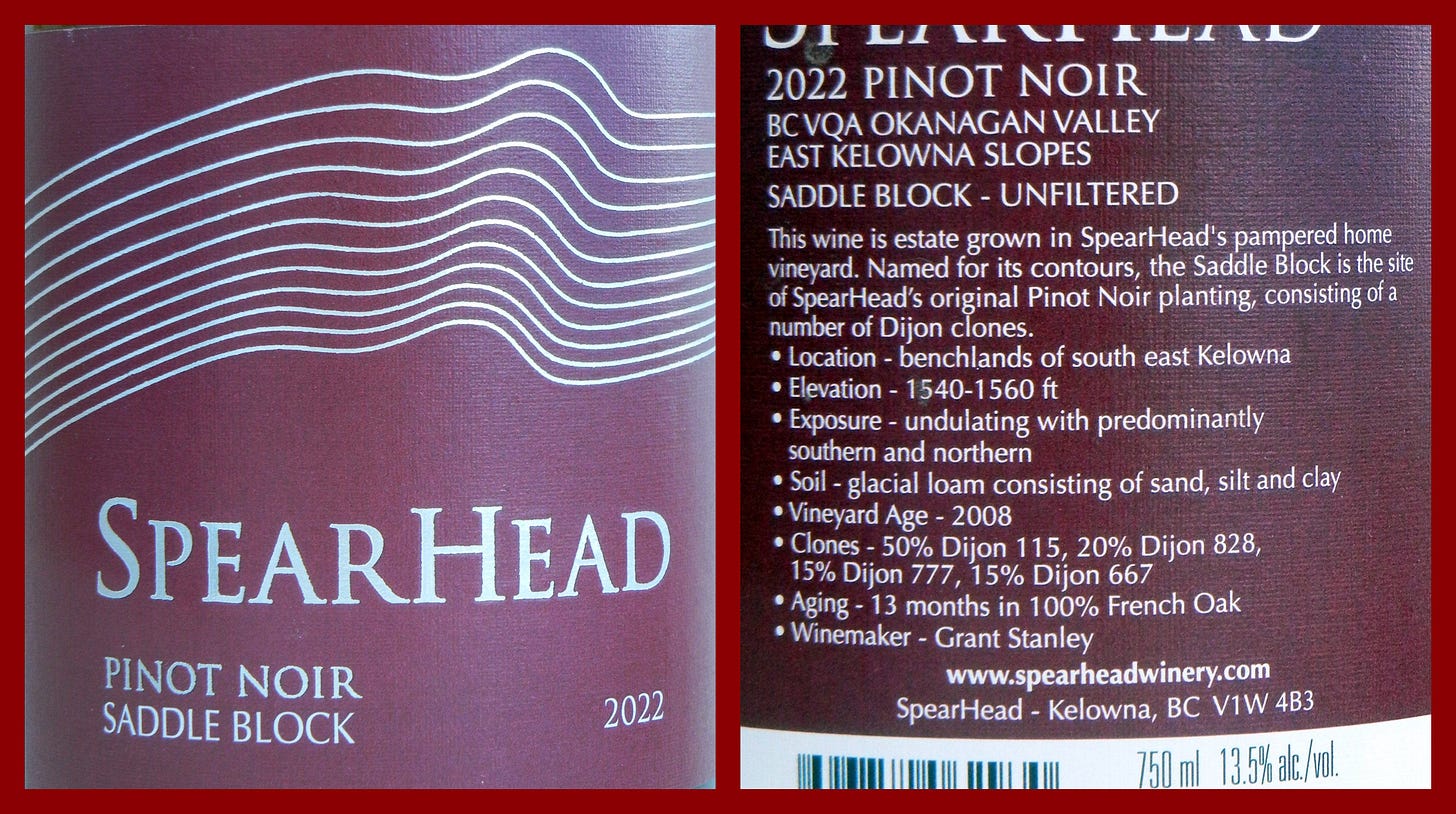 SPEARHEAD
PINOT NOIR
SADDLE BLOCK
2022
SPEARHEAD
2022 PINOT NOIR
BC VQA OKANAGAN VALLEY
EAST KELOWNA SLOPES
SADDLE BLOCK - UNFILTERED
This wine is estate grown in SpearHead's pampered home
vineyard. Named for its contours, the Saddle Block is the site
of SpearHead’s original Pinot Noir planting, consisting of a
number of Dijon clones.
• Location - benchlands of south east Kelowna
• Elevation - 1540-1560 ft
• Exposure - undulating with predominantly
southern and northern
• Soil - glacial loam consisting of sand, silt and clay
• Vineyard Age - 2008
• Clones - 50% Dijon 115, 20% Dijon 828,
15% Dijon 777, 15% Dijon 667
• Aging - 13 months in 100% French Oak
• Winemaker - Grant Stanley
www.spearheadwinery.com
SpearHead - Kelowna, BC V1W 4B3
750 ml 13.5% alc./vol.